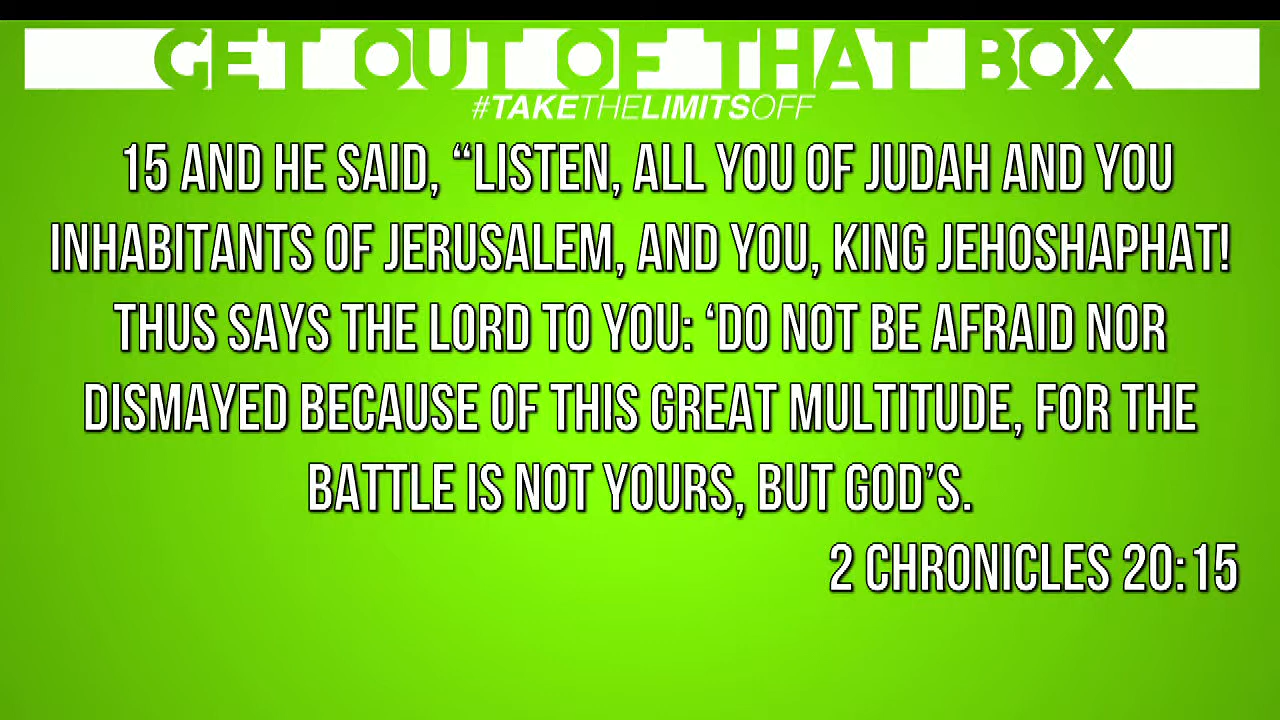 GET OUT OF THAT BOX
#TAKETHELIMITSOFF
15 AND HE SAID, “LISTEN, ALL YOU OF JUDAH AND YOU
INHABITANTS OF JERUSALEM, AND YOU, KING JEHOSHAPHAT!
THUS SAYS THE LORD TO YOU: ‘DO NOT BE AFRAID NOR
DISMAYED BECAUSE OF THIS GREAT MULTITUDE, FOR THE
BATTLE IS NOT YOURS, BUT GOD’S.
2 CHRONICLES 20:15